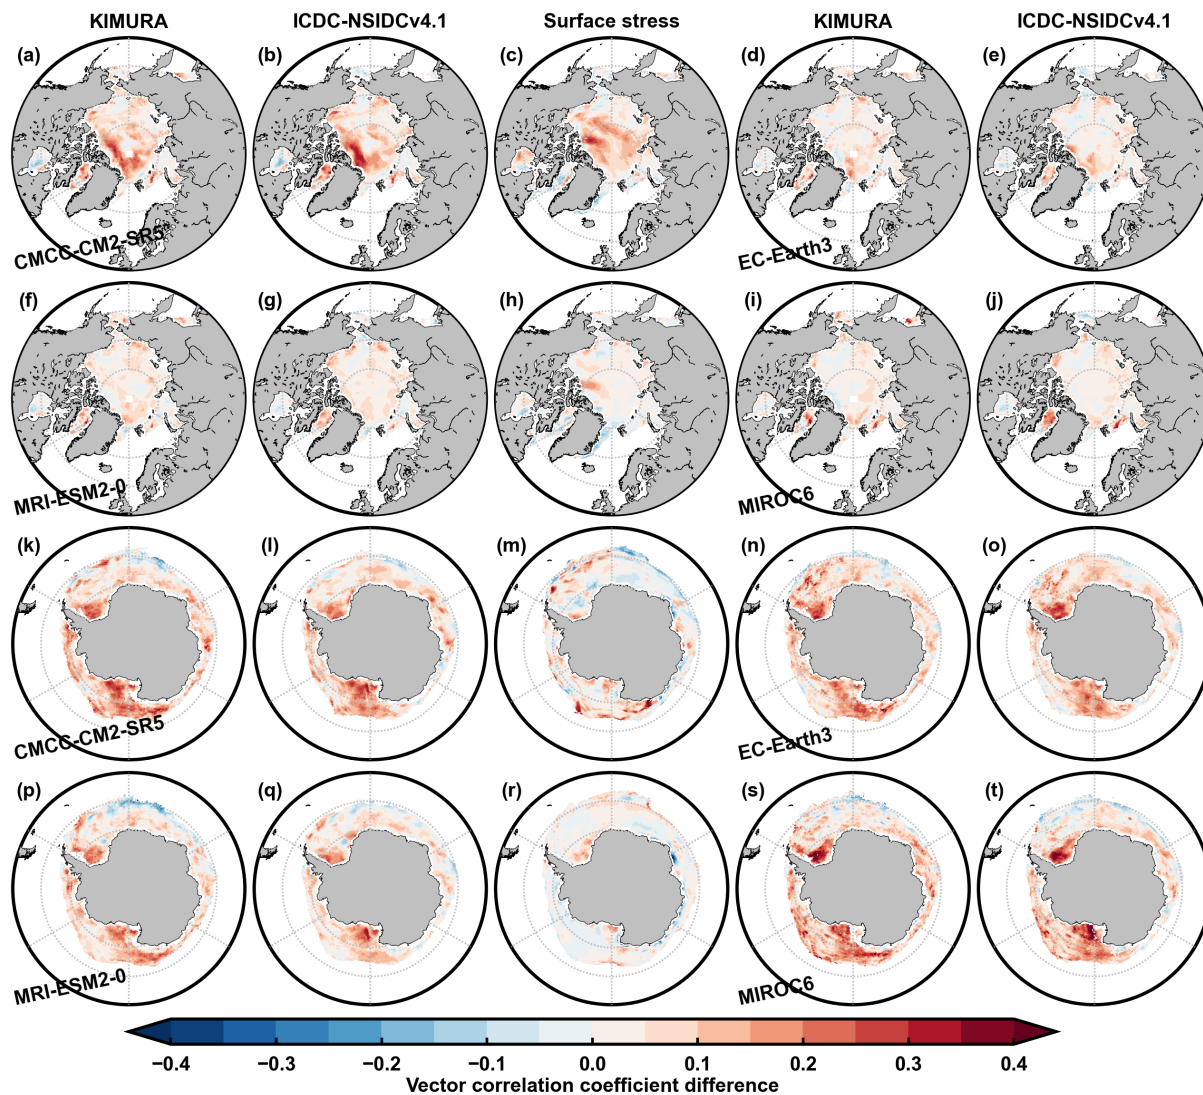 KIMURA ICDC-NSIDCv4.1 Surface stress KIMURA ICDC-NSIDCv4.1
(a) (b) (c) (d) (e)
CMCC-CM2-SR5 EC-Earth3
(f) (g) (h) (i) (j)
MRI-ESM2-0 MIROC6
(k) (l) (m) (n) (o)
CMCC-CM2-SR5 EC-Earth3
(p) (q) (r) (s) (t)
MRI-ESM2-0 MIROC6
−0.4 −0.3 −0.2 −0.1 0.0 0.1 0.2 0.3 0.4
Vector correlation coefficient difference